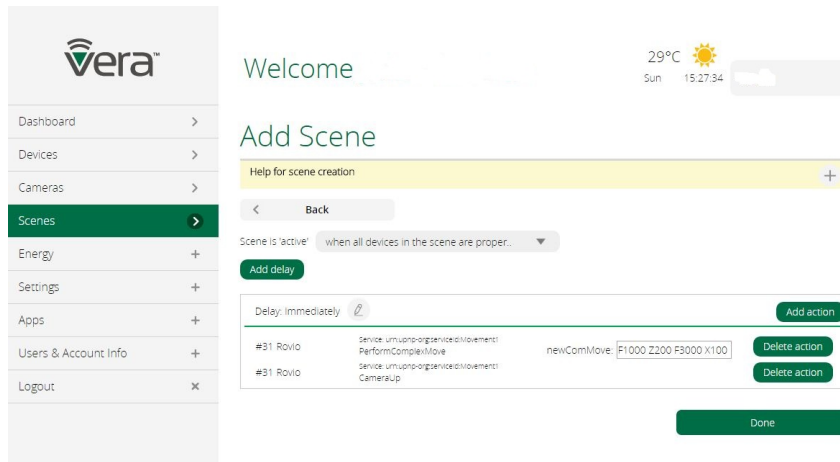 vera™
Welcome
29°C
Sun 15:27:34
Dashboard
Devices
Cameras
Scenes
Energy
Settings
Apps
Users & Account Info
Logout
Add Scene
Help for scene creation
Back
Scene is 'active' when all devices in the scene are proper..
Add delay
Delay: Immediately
Add action
#31 Rovio
Service: urn:upnp-org:serviceId:Movement1
PerformComplexMove
newComMove: F1000 Z200 F3000 X100
Delete action
#31 Rovio
Service: urn:upnp-org:serviceId:Movement1
CameraUp
Delete action
Done